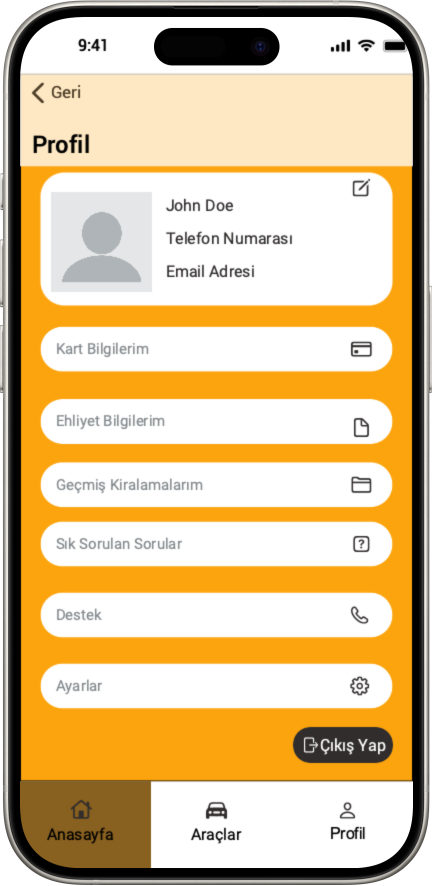 9:41
Geri
Profil
John Doe
Telefon Numarası
Email Adresi
Kart Bilgilerim
Ehliyet Bilgilerim
Geçmiş Kiralamalarım
Sık Sorulan Sorular
?
Destek
Ayarlar
Çıkış Yap
Anasayfa
Araçlar
Profil